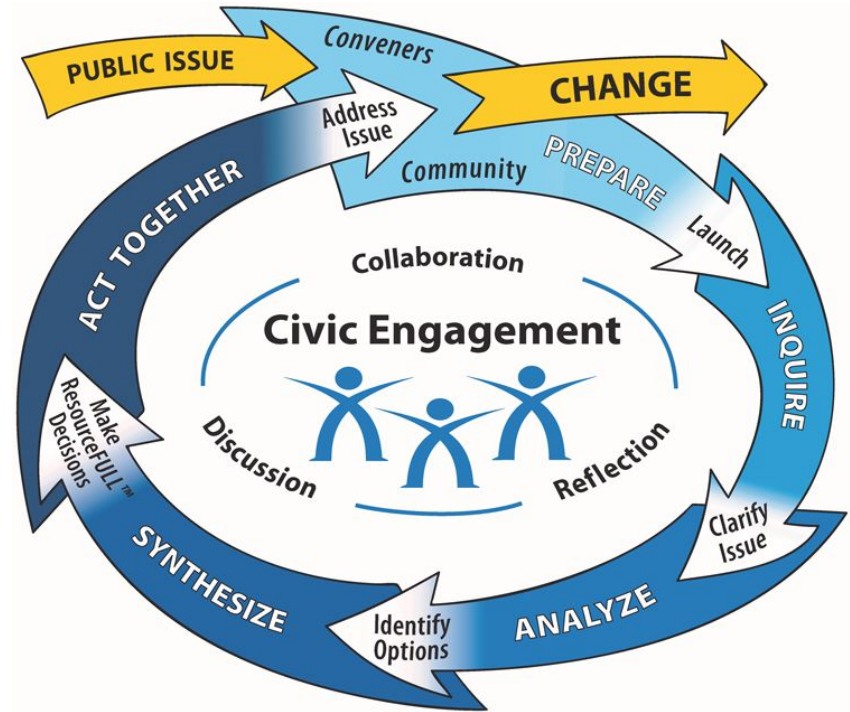 PUBLIC ISSUE
Conveners
CHANGE
Address
Issue
Community
PREPARE
Launch
INQUIRE
Clarify
Issue
ANALYZE
Identify
Options
SYNTHESIZE
Make
ResourceFULL™
Decisions
ACT TOGETHER
Collaboration
Civic Engagement
Discussion
Reflection